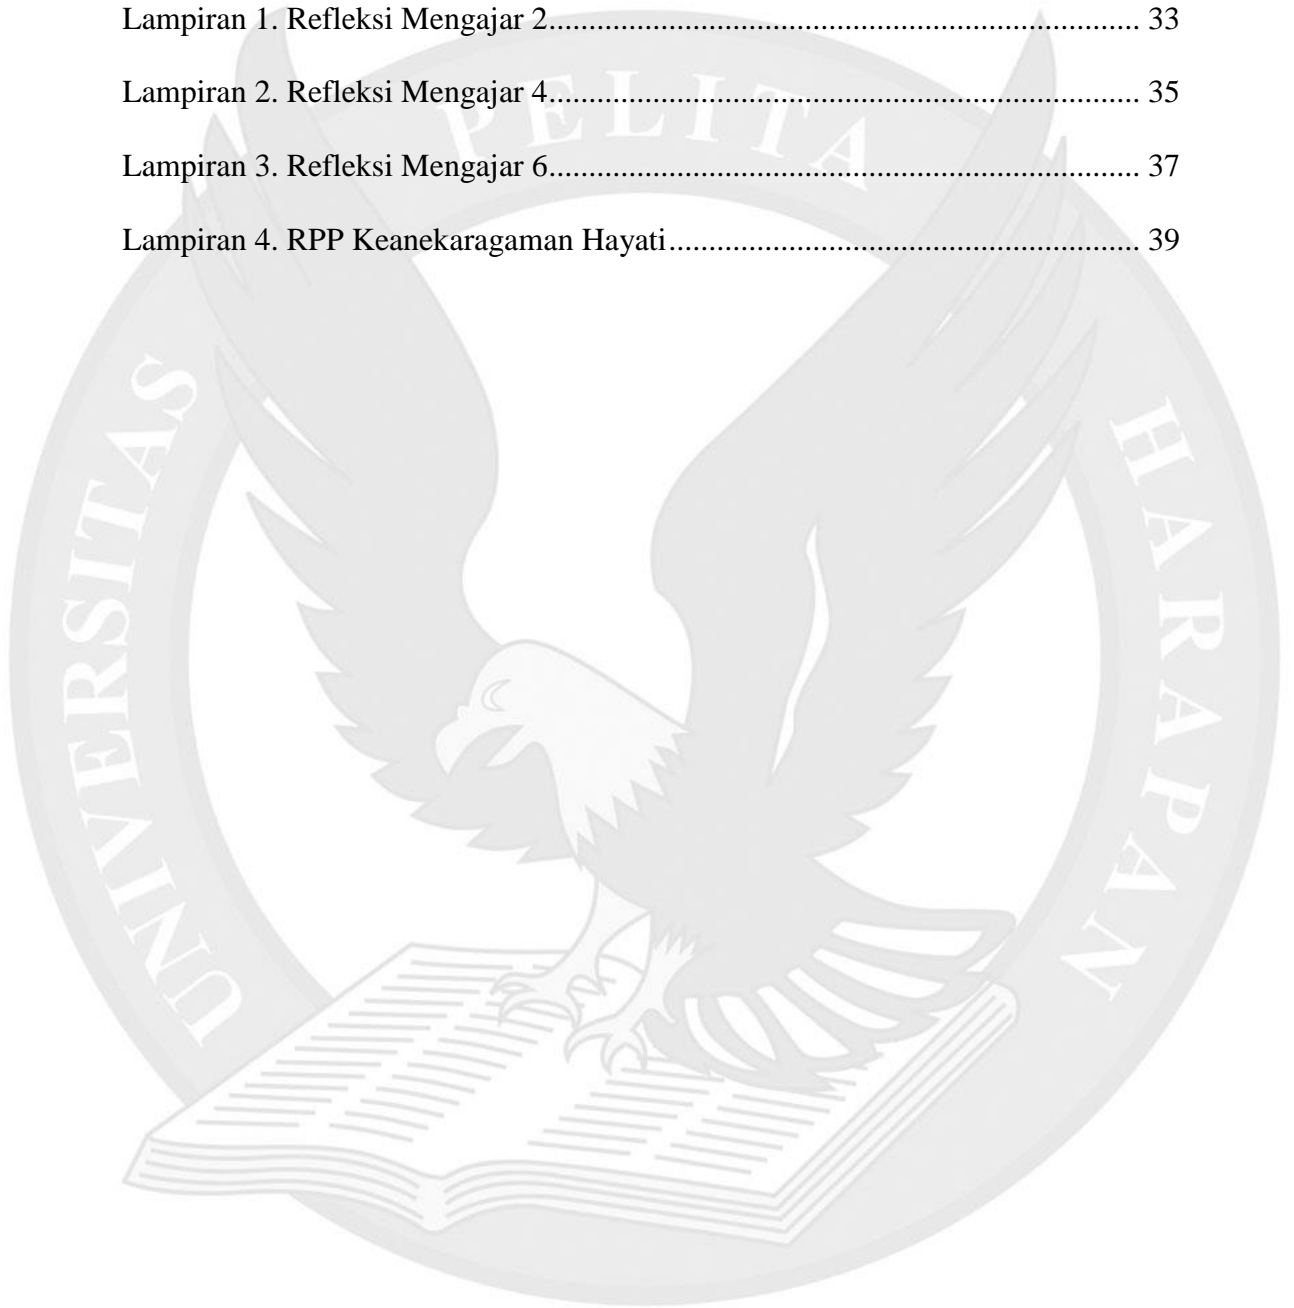 Lampiran 1. Refleksi Mengajar 2.......................................................................... 33
Lampiran 2. Refleksi Mengajar 4.......................................................................... 35
Lampiran 3. Refleksi Mengajar 6.......................................................................... 37
Lampiran 4. RPP Keanekaragaman Hayati........................................................... 39
UNIVERSITAS PELITA HARAPAN